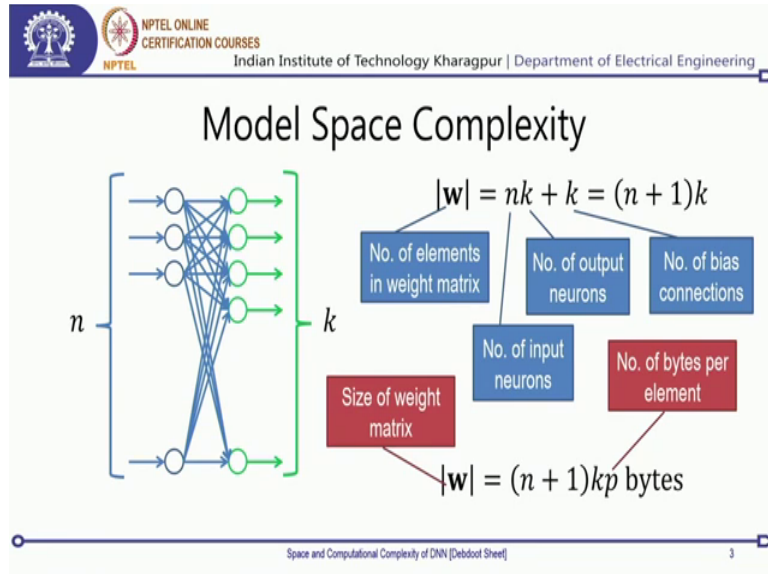 NPTEL ONLINE
CERTIFICATION COURSES
NPTEL
Indian Institute of Technology Kharagpur | Department of Electrical Engineering
Model Space Complexity
|w| = nk + k = (n + 1)k
No. of elements
in weight matrix
No. of output
neurons
No. of bias
connections
n
k
No. of input
neurons
Size of weight
matrix
No. of bytes per
element
|w| = (n + 1)kp bytes
Space and Computational Complexity of DNN [Debdoot Sheet]
3